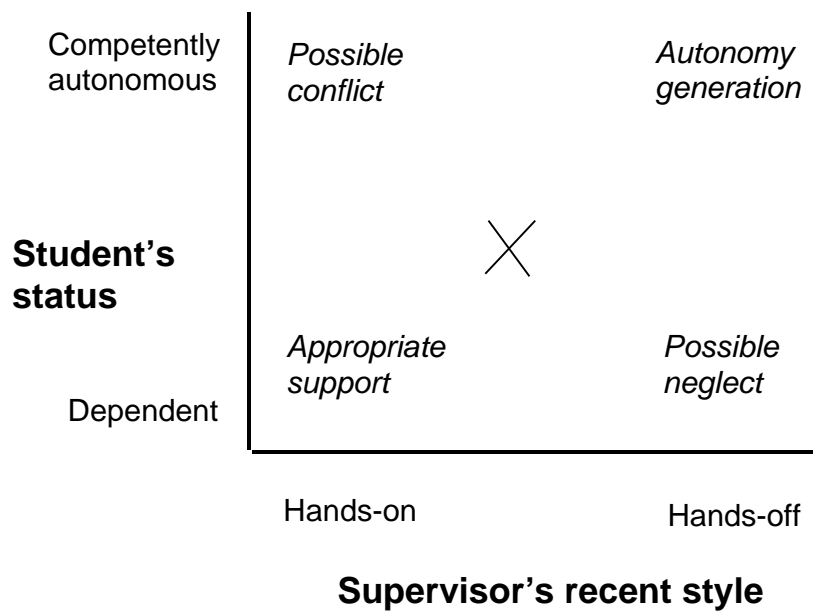 Competently
autonomous
Possible
conflict
Autonomy
generation
Student’s
status
Appropriate
support
Possible
neglect
Dependent
Hands-on
Hands-off
Supervisor’s recent style